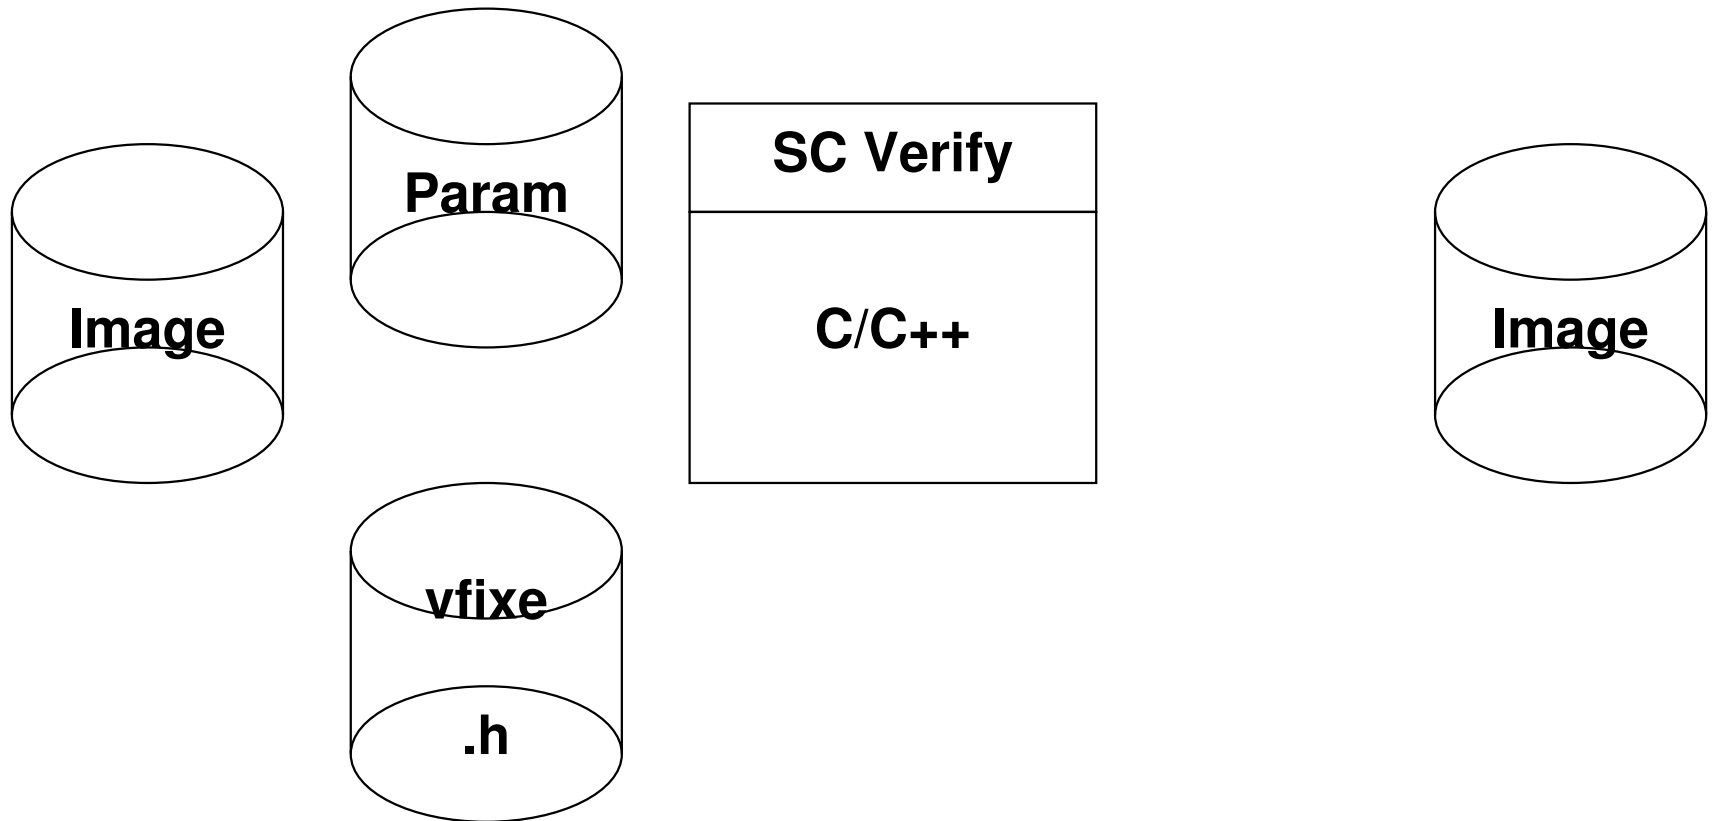 Param
SC Verify
Image
C/C++
Image
vfixe
.h